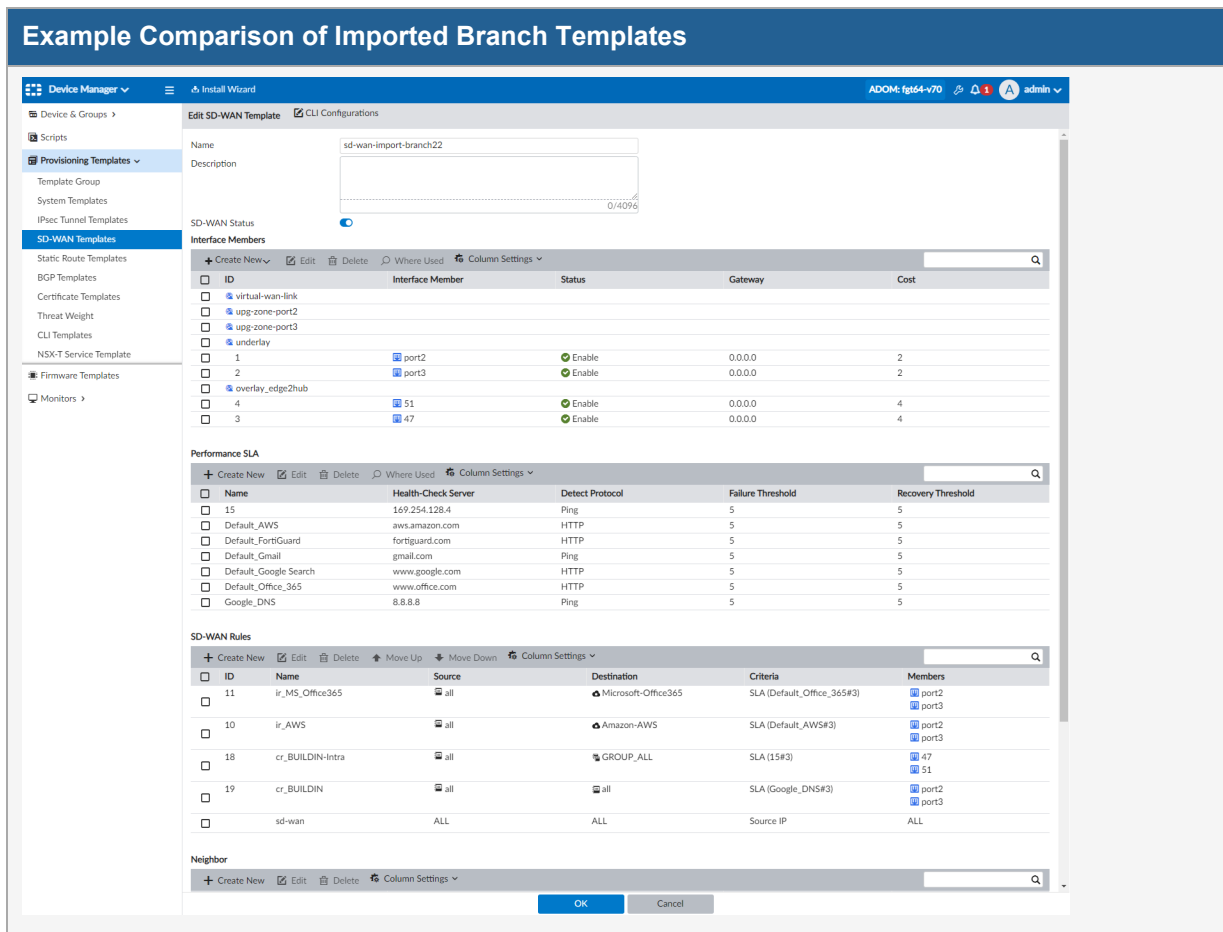 Example Comparison of Imported Branch Templates
Device Manager
Install Wizard
ADOM: fgt64-v70
1
A
admin
Device & Groups
Scripts
Provisioning Templates
Template Group
System Templates
IPsec Tunnel Templates
SD-WAN Templates
Static Route Templates
BGP Templates
Certificate Templates
Threat Weight
CLI Templates
NSX-T Service Template
Firmware Templates
Monitors
Edit SD-WAN Template CLI Configurations
Name sd-wan-import-branch22
Description
0/4096
SD-WAN Status
Interface Members
Create New Edit Delete Where Used Column Settings
ID Interface Member Status Gateway Cost
virtual-wan-link
upg-zone-port2
upg-zone-port3
underlay
1 port2 Enable 0.0.0.0 2
2 port3 Enable 0.0.0.0 2
overlay_edge2hub
4 51 Enable 0.0.0.0 4
3 47 Enable 0.0.0.0 4
Performance SLA
Create New Edit Delete Where Used Column Settings
Name Health-Check Server Detect Protocol Failure Threshold Recovery Threshold
15 169.254.128.4 Ping 5 5
Default_AWS aws.amazon.com HTTP 5 5
Default_FortiGuard fortiguard.com HTTP 5 5
Default_Gmail gmail.com Ping 5 5
Default_Google Search www.google.com HTTP 5 5
Default_Office_365 www.office.com HTTP 5 5
Google_DNS 8.8.8.8 Ping 5 5
SD-WAN Rules
Create New Edit Delete Move Up Move Down Column Settings
ID Name Source Destination Criteria Members
11 ir_MS_Office365 all Microsoft-Office365 SLA (Default_Office_365#3) port2
port3
10 ir_AWS all Amazon-AWS SLA (Default_AWS#3) port2
port3
18 cr_BUILDIN-Intra all GROUP_ALL SLA (15#3) 47
51
19 cr_BUILDIN all all SLA (Google_DNS#3) port2
port3
sd-wan ALL ALL Source IP ALL
Neighbor
Create New Edit Delete Column Settings
OK Cancel